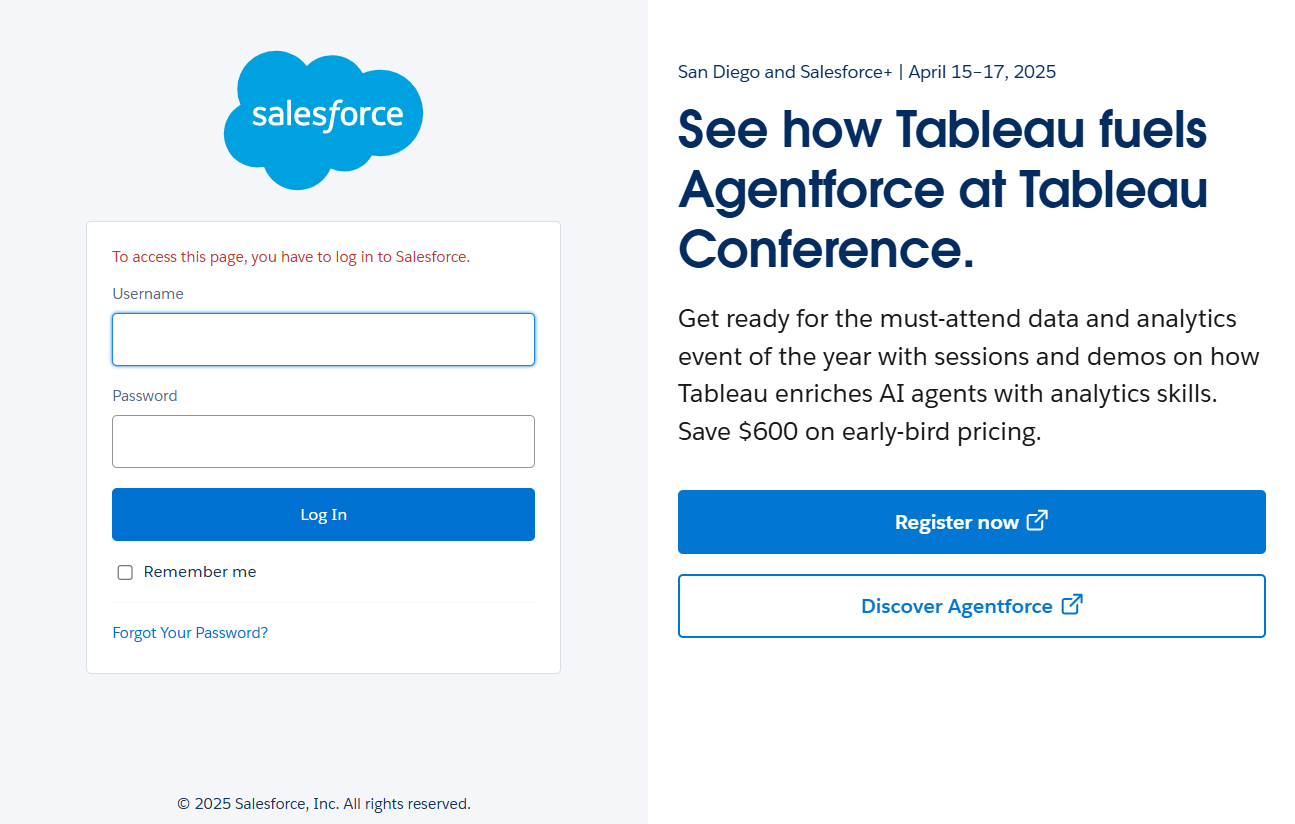 salesforce
To access this page, you have to log in to Salesforce.
Username
Password
Log In
Remember me
Forgot Your Password?
© 2025 Salesforce, Inc. All rights reserved.
San Diego and Salesforce+ | April 15–17, 2025
See how Tableau fuels
Agentforce at Tableau
Conference.
Get ready for the must-attend data and analytics
event of the year with sessions and demos on how
Tableau enriches AI agents with analytics skills.
Save $600 on early-bird pricing.
Register now
Discover Agentforce